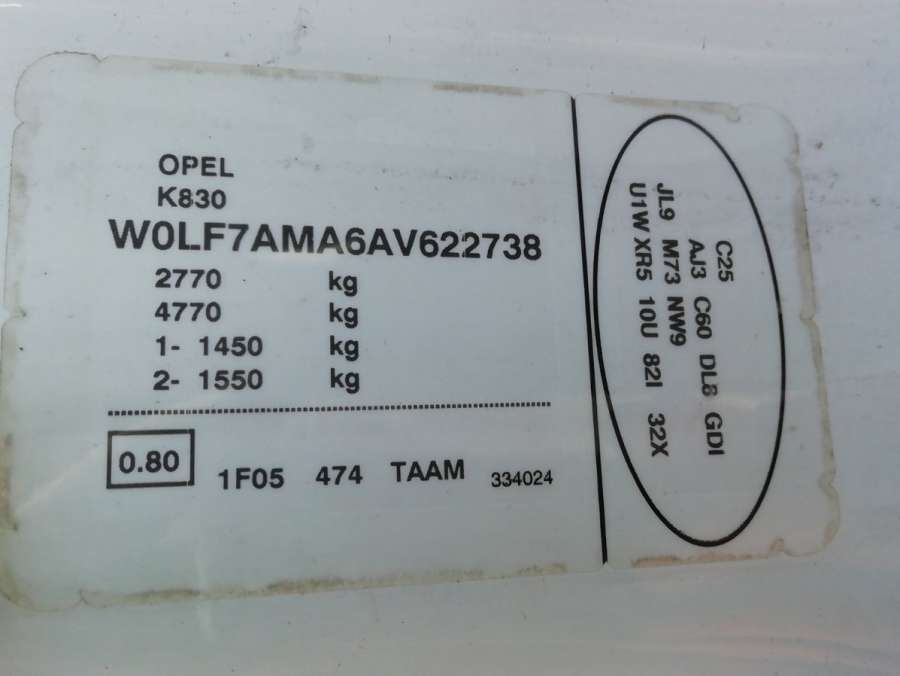 OPEL
K830
W0LF7AMA6AV622738
2770 kg
4770 kg
1- 1450 kg
2- 1550 kg
0.80 1F05 474 TAAM 334024
C25
AJ3 C60 DL8 GDI
JL9 M73 NW9
U1W XR5 10U 82I 32X